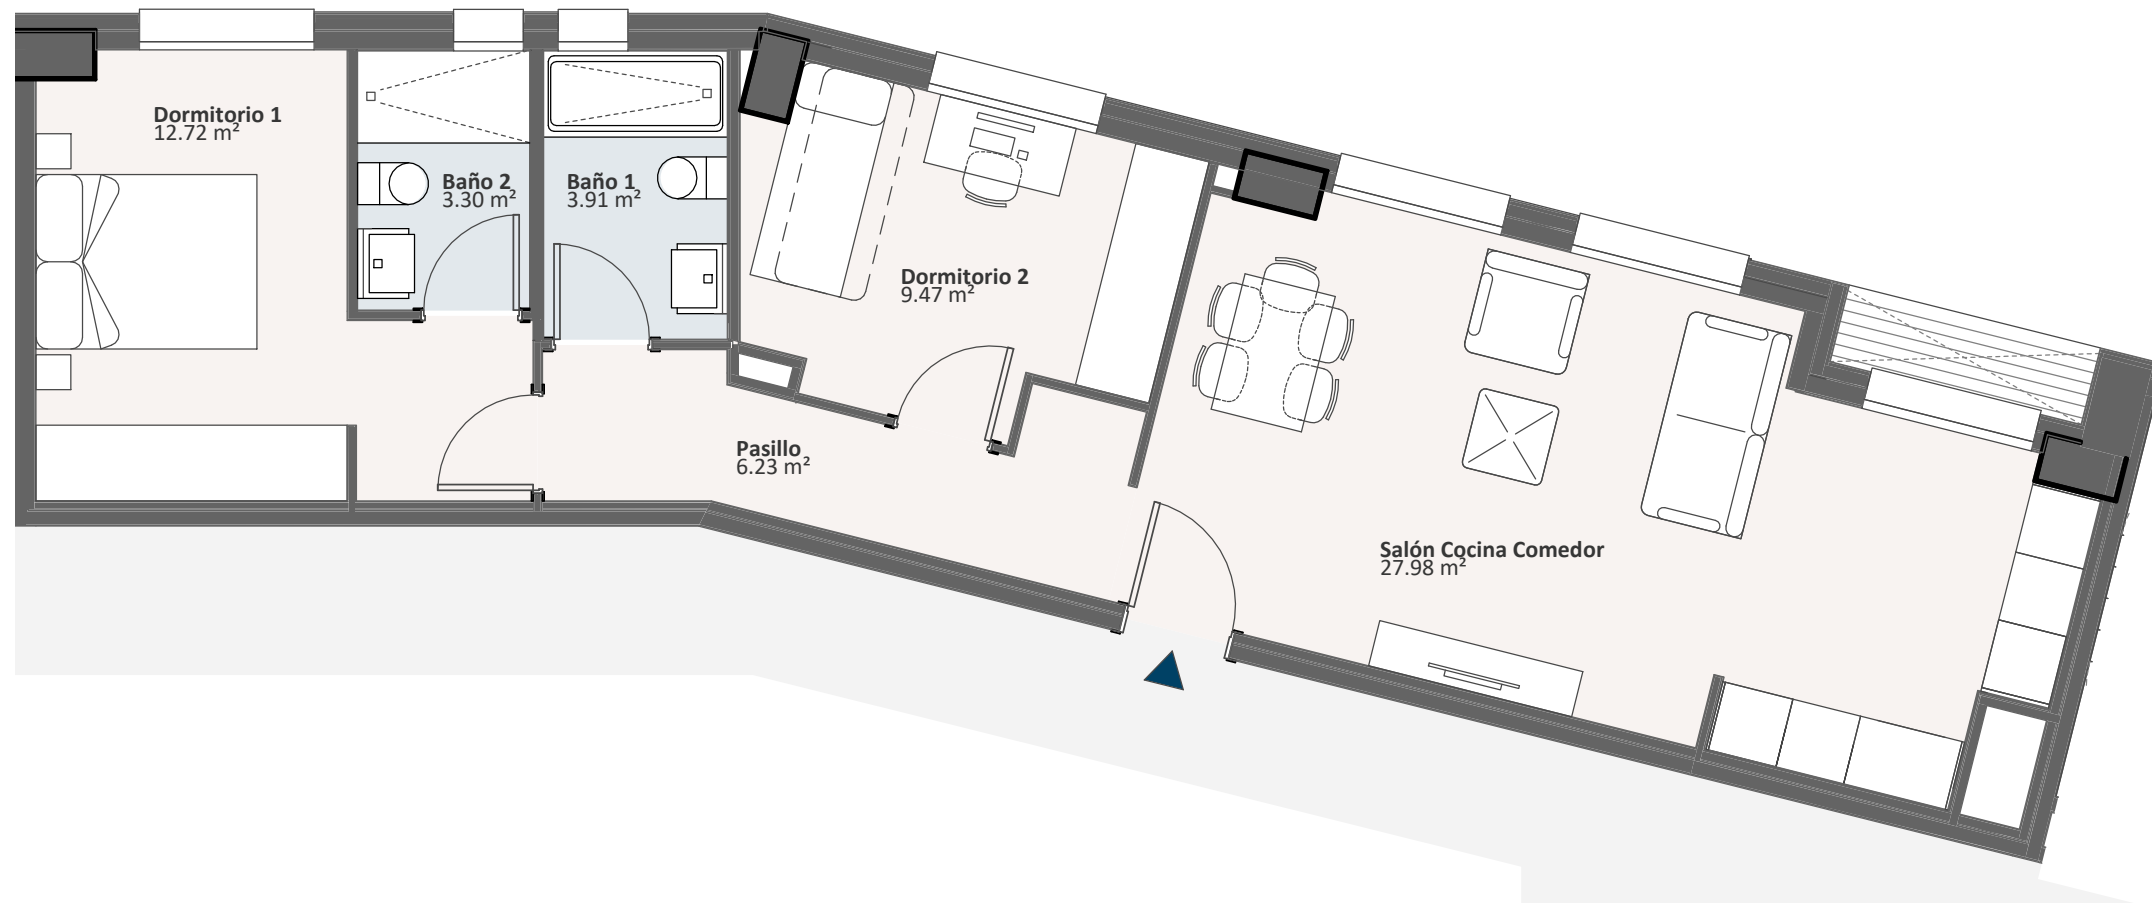 Dormitorio 1
12.72 m²
Baño 2
3.30 m²
Baño 1
3.91 m²
Dormitorio 2
9.47 m²
Pasillo
6.23 m²
Salón Cocina Comedor
27.98 m²